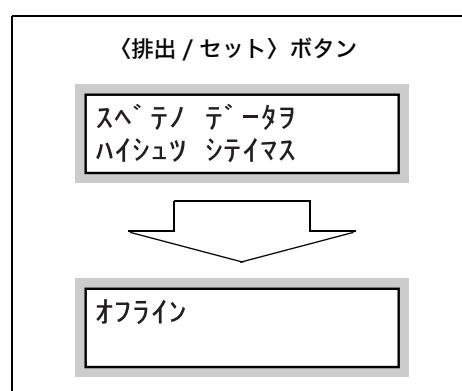 〈排出 / セット〉ボタン
スベテノ データヲ
ハイシュツ シテイマス
オフライン